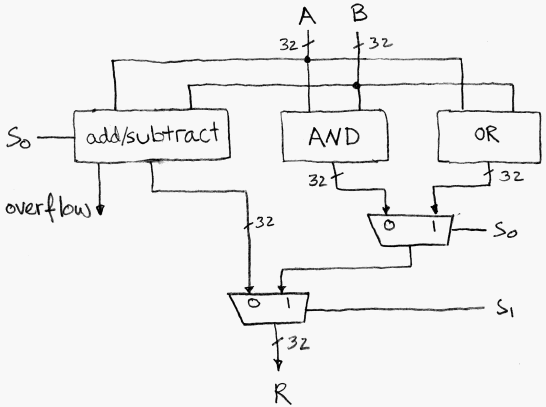 A B
32 32
S₀ add/subtract AND OR
overflow 32 32
0 1 S₀
32
0 1 S₁
32
R